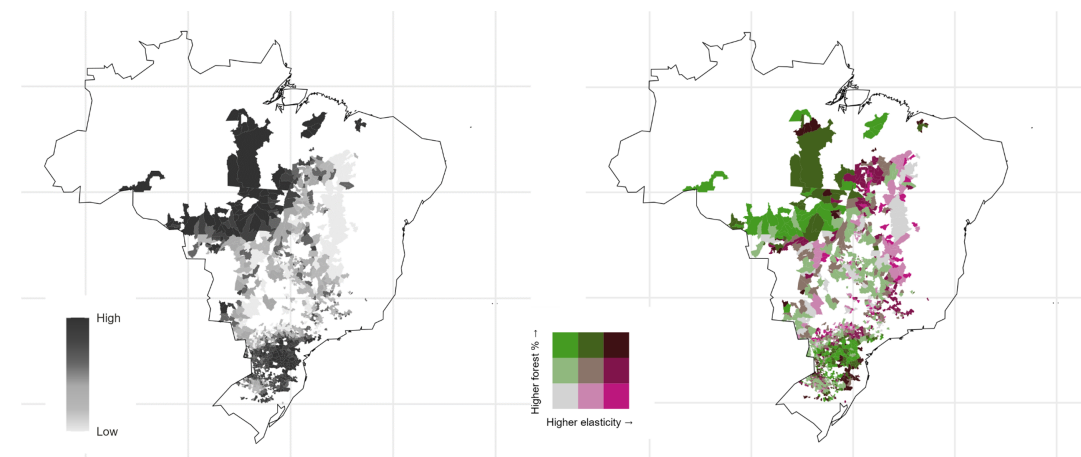 High
Low
Higher forest % →
Higher elasticity →